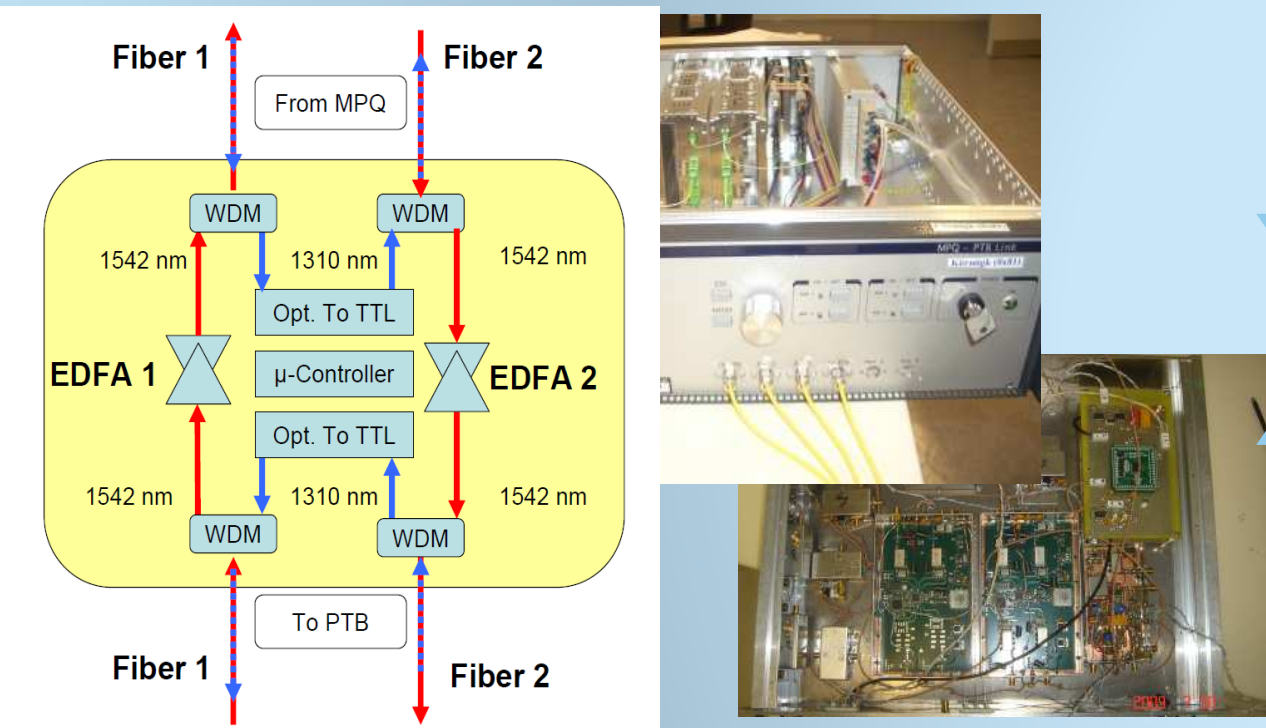 Fiber 1
Fiber 2
From MPQ
WDM
WDM
1542 nm
1310 nm
1542 nm
Opt. To TTL
EDFA 1
µ-Controller
EDFA 2
Opt. To TTL
1542 nm
1310 nm
1542 nm
WDM
WDM
To PTB
Fiber 1
Fiber 2
MPQ - PTB Link